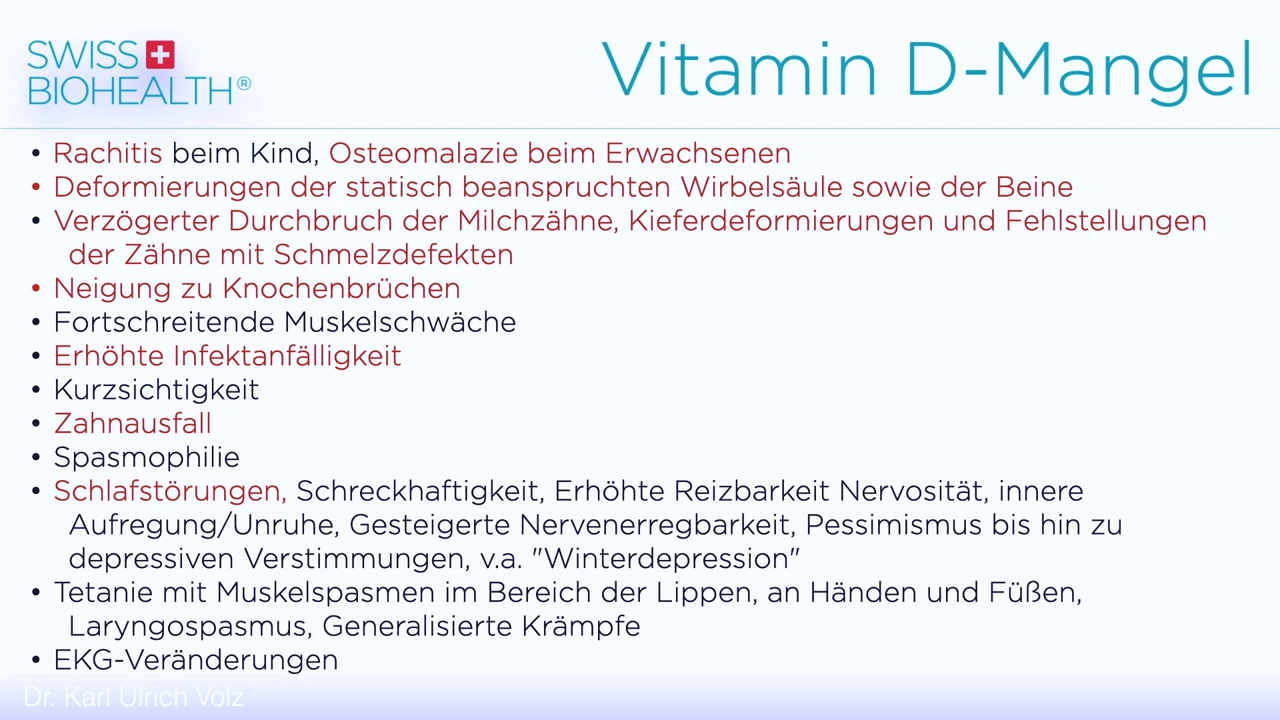 SWISS
BIOHEALTH®
Vitamin D-Mangel
• Rachitis beim Kind, Osteomalazie beim Erwachsenen
• Deformierungen der statisch beanspruchten Wirbelsäule sowie der Beine
• Verzögerter Durchbruch der Milchzähne, Kieferdeformierungen und Fehlstellungen
der Zähne mit Schmelzdefekten
• Neigung zu Knochenbrüchen
• Fortschreitende Muskelschwäche
• Erhöhte Infektanfälligkeit
• Kurzsichtigkeit
• Zahnausfall
• Spasmophilie
• Schlafstörungen, Schreckhaftigkeit, Erhöhte Reizbarkeit Nervosität, innere
Aufregung/Unruhe, Gesteigerte Nervenerregbarkeit, Pessimismus bis hin zu
depressiven Verstimmungen, v.a. "Winterdepression"
• Tetanie mit Muskelspasmen im Bereich der Lippen, an Händen und Füßen,
Laryngospasmus, Generalisierte Krämpfe
• EKG-Veränderungen
Dr. Karl Ulrich Volz